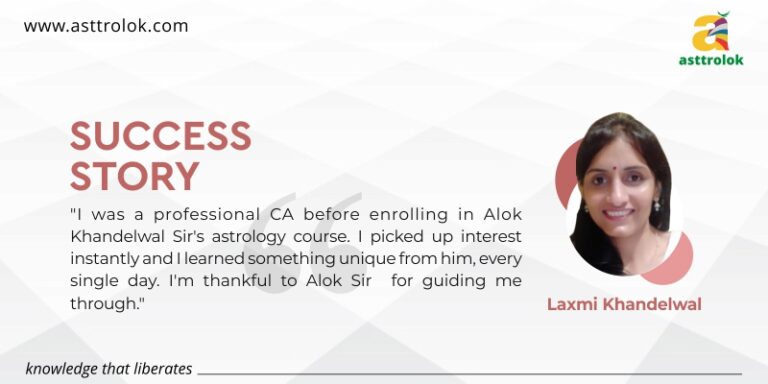 www.asttrolok.com
a
asttrolok
SUCCESS
STORY
"I was a professional CA before enrolling in Alok
Khandelwal Sir's astrology course. I picked up interest
instantly and I learned something unique from him, every
single day. I'm thankful to Alok Sir for guiding me
through."
Laxmi Khandelwal
knowledge that liberates